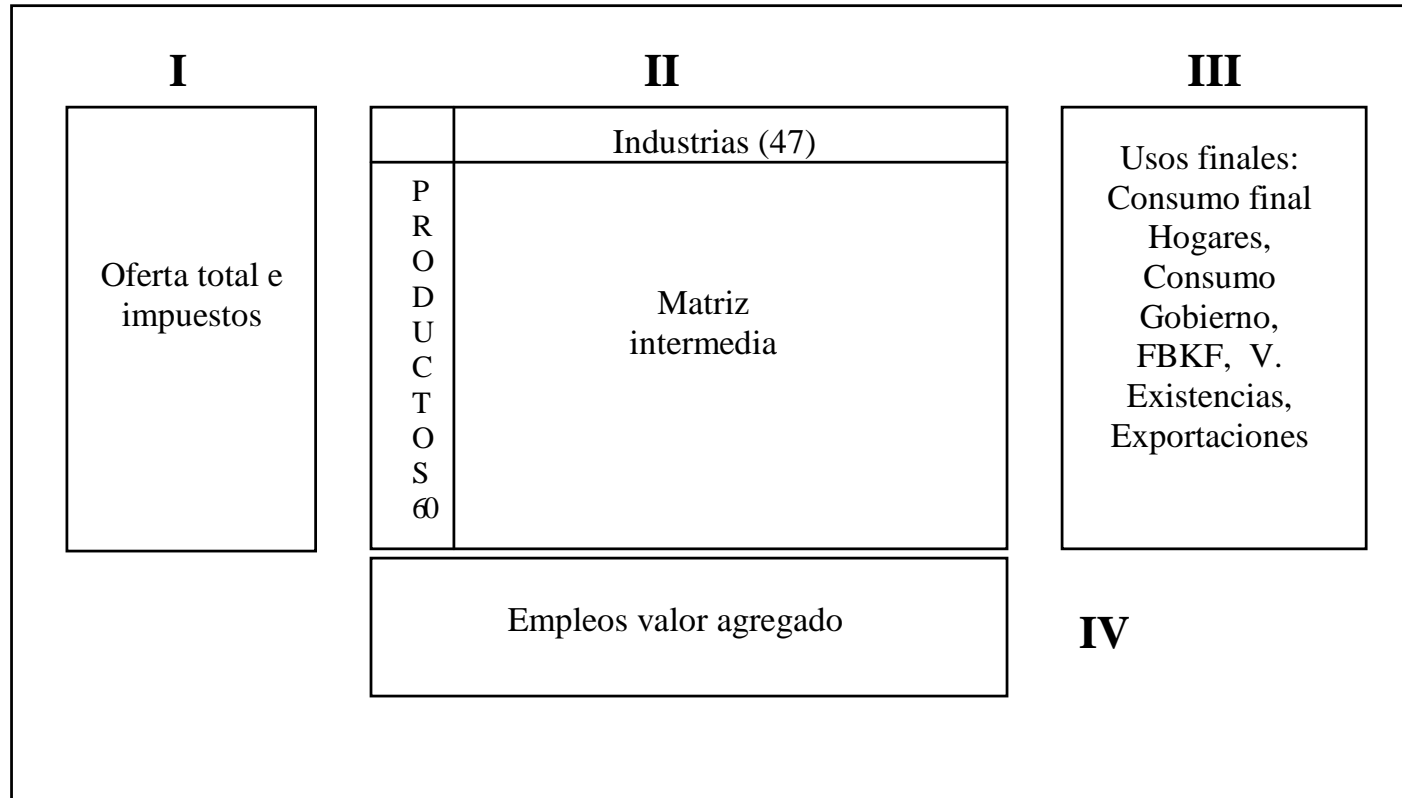 I
II
III
Oferta total e
impuestos
Industrias (47)
P
R
O
D
U
C
T
O
S
60
Matriz
intermedia
Usos finales:
Consumo final
Hogares,
Consumo
Gobierno,
FBKF, V.
Existencias,
Exportaciones
Empleos valor agregado
IV